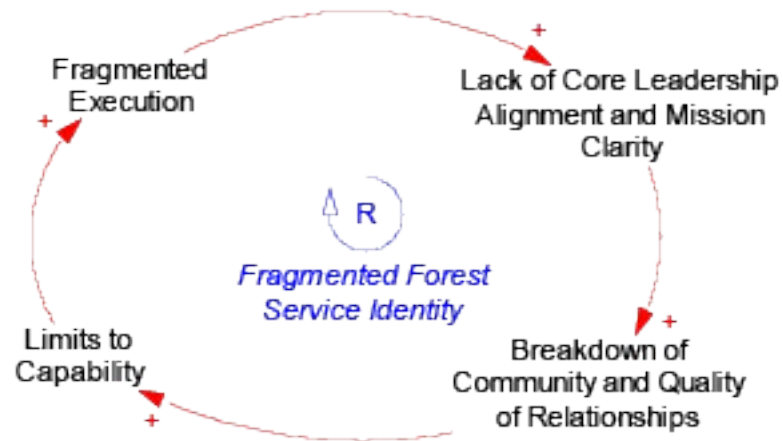 +
Fragmented
Execution
Lack of Core Leadership
Alignment and Mission
Clarity
+
R
Fragmented Forest
Service Identity
+
Limits to
Capability
Breakdown of
Community and Quality
of Relationships
+